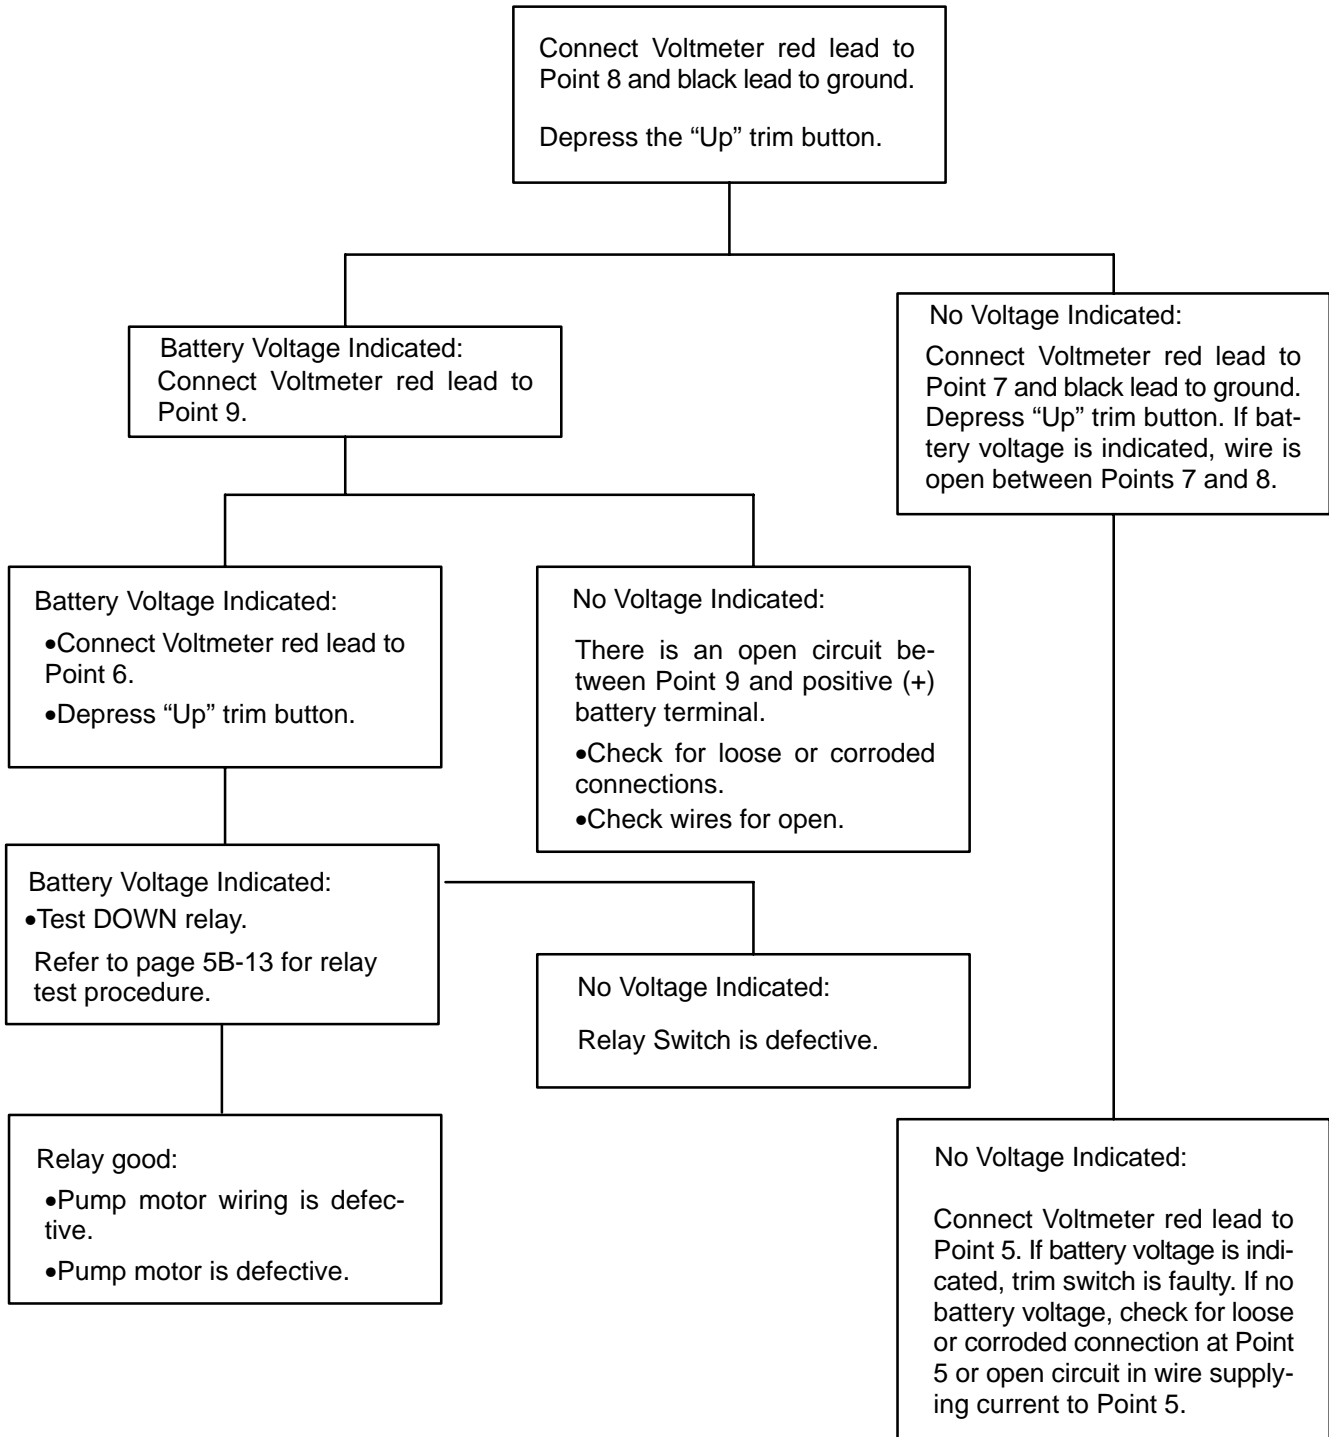 Connect Voltmeter red lead to
Point 8 and black lead to ground.
Depress the “Up” trim button.
Battery Voltage Indicated:
Connect Voltmeter red lead to
Point 9.
No Voltage Indicated:
Connect Voltmeter red lead to
Point 7 and black lead to ground.
Depress “Up” trim button. If bat-
tery voltage is indicated, wire is
open between Points 7 and 8.
Battery Voltage Indicated:
•Connect Voltmeter red lead to
Point 6.
•Depress “Up” trim button.
No Voltage Indicated:
There is an open circuit be-
tween Point 9 and positive (+)
battery terminal.
•Check for loose or corroded
connections.
•Check wires for open.
Battery Voltage Indicated:
•Test DOWN relay.
Refer to page 5B-13 for relay
test procedure.
No Voltage Indicated:
Relay Switch is defective.
Relay good:
•Pump motor wiring is defec-
tive.
•Pump motor is defective.
No Voltage Indicated:
Connect Voltmeter red lead to
Point 5. If battery voltage is indi-
cated, trim switch is faulty. If no
battery voltage, check for loose
or corroded connection at Point
5 or open circuit in wire supply-
ing current to Point 5.